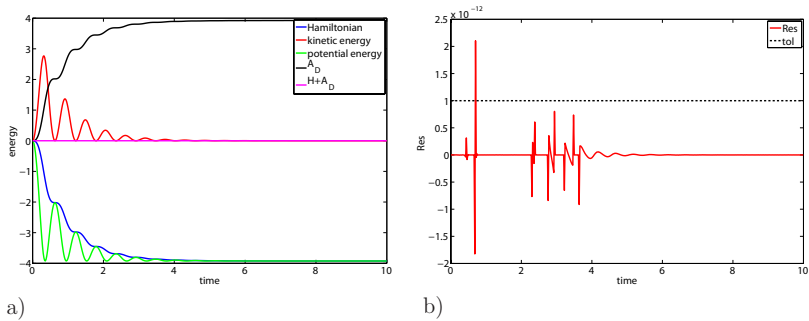 4
3
2
1
0
-1
-2
-3
-4
energy
0
2
4
6
8
10
time
Hamiltonian
kinetic energy
potential energy
A_D
H+A_D
a)
x 10^-12
2.5
2
1.5
1
0.5
0
-0.5
-1
-1.5
-2
Res
0
2
4
6
8
10
time
Res
tol
b)